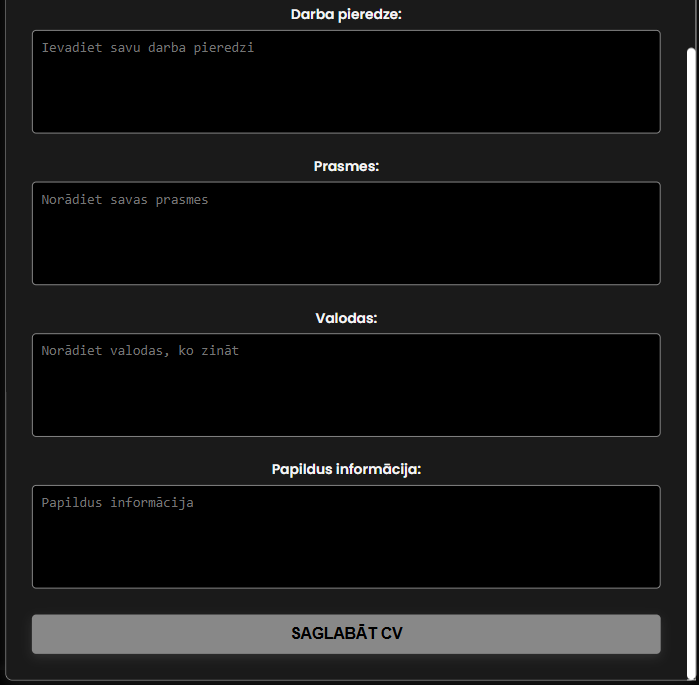 Darba pieredze:
Ievadiet savu darba pieredzi
Prasmes:
Norādiet savas prasmes
Valodas:
Norādiet valodas, ko zināt
Papildus informācija:
Papildus informācija
SAGLABĀT CV